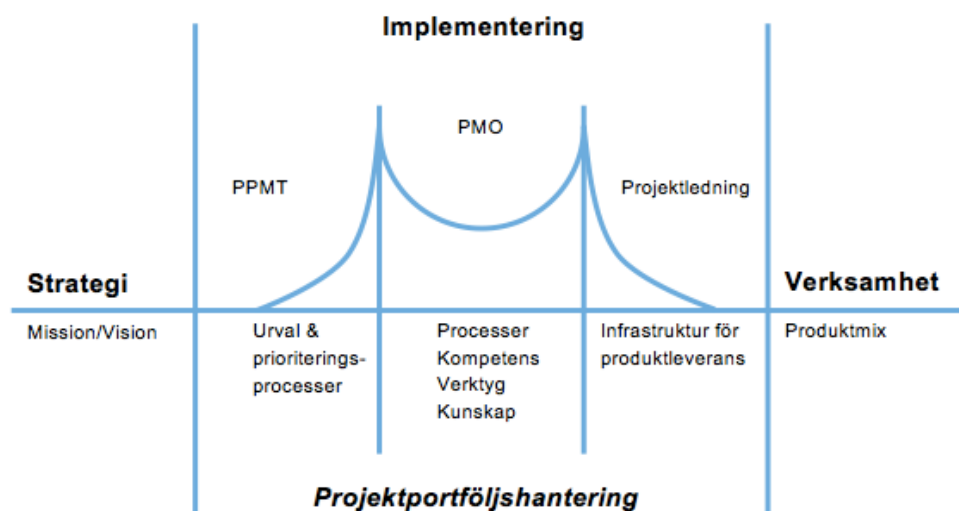 Implementering
PMO
PPMT
Projektledning
Strategi
Verksamhet
Mission/Vision
Urval &
prioriterings-
processer
Processer
Kompetens
Verktyg
Kunskap
Infrastruktur för
produktleverans
Produktmix
Projektportföljshantering